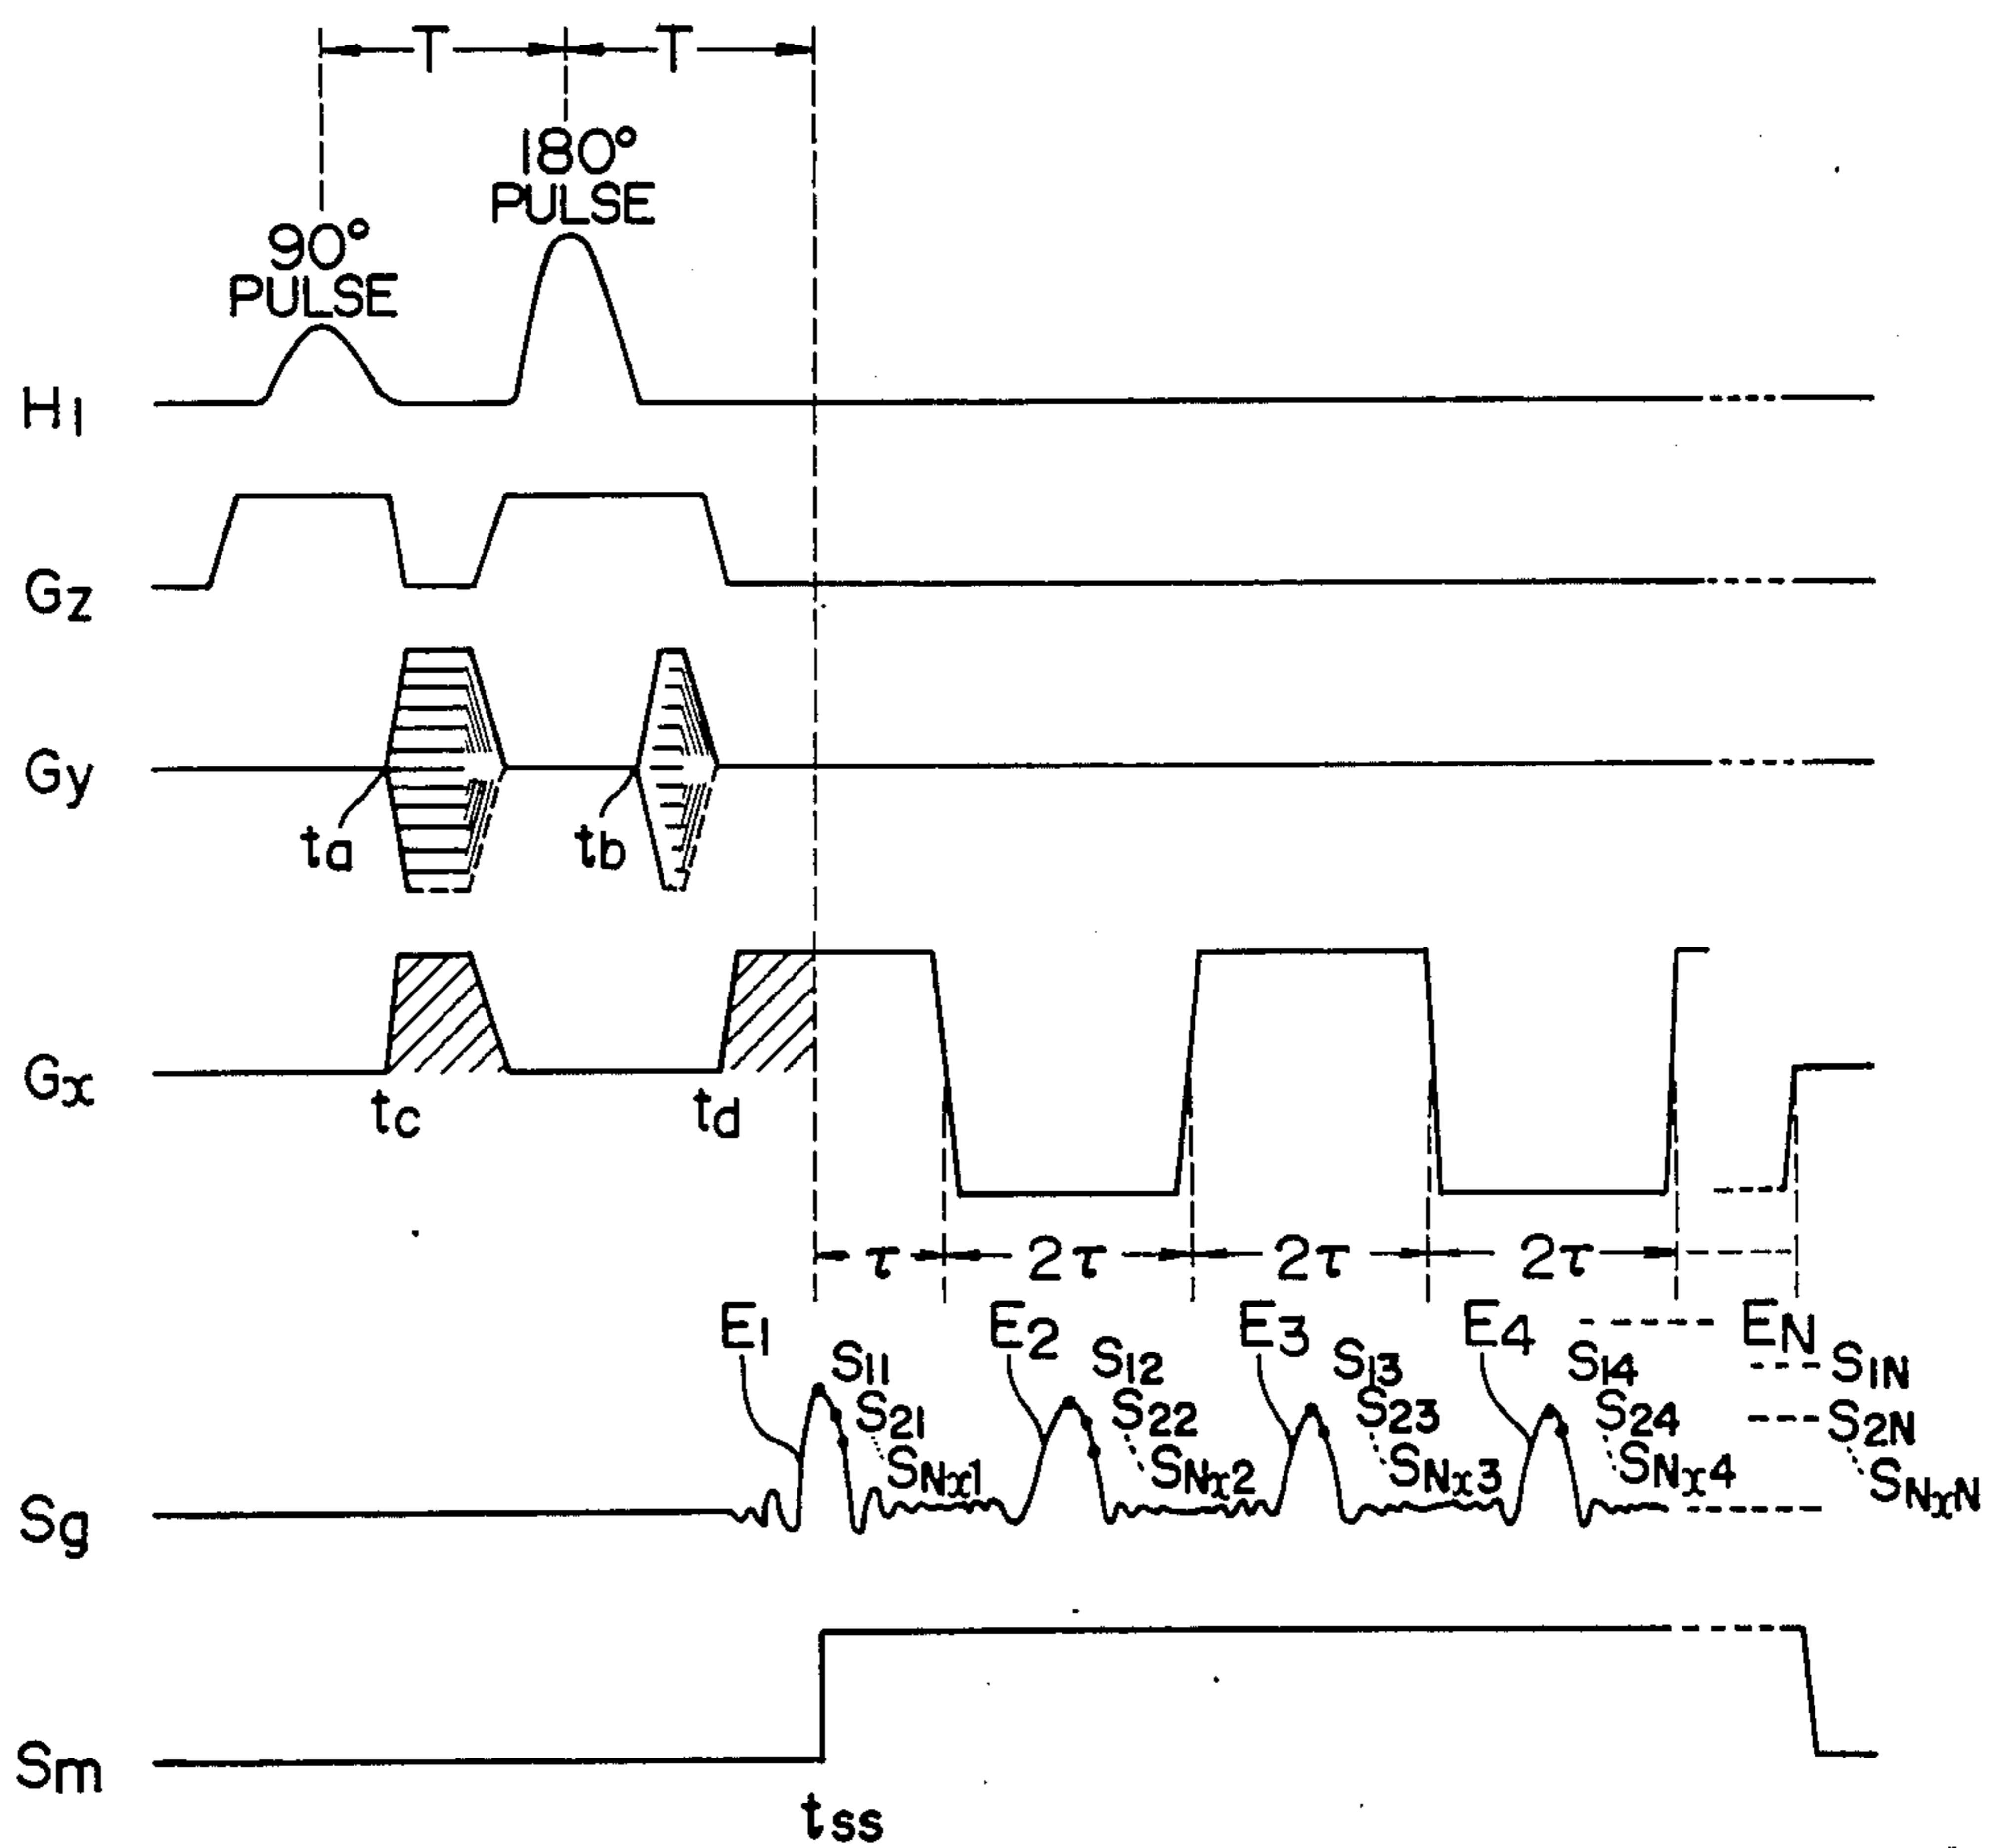 T T
180°
PULSE
90°
PULSE
H1
Gz
Gy
ta tb
Gx
tc td
τ 2τ 2τ 2τ
E1 E2 E3 E4 EN
S11 S12 S13 S14 S1N
S21 S22 S23 S24 S2N
SNx1 SNx2 SNx3 SNx4 SNxN
Sg
Sm
tss